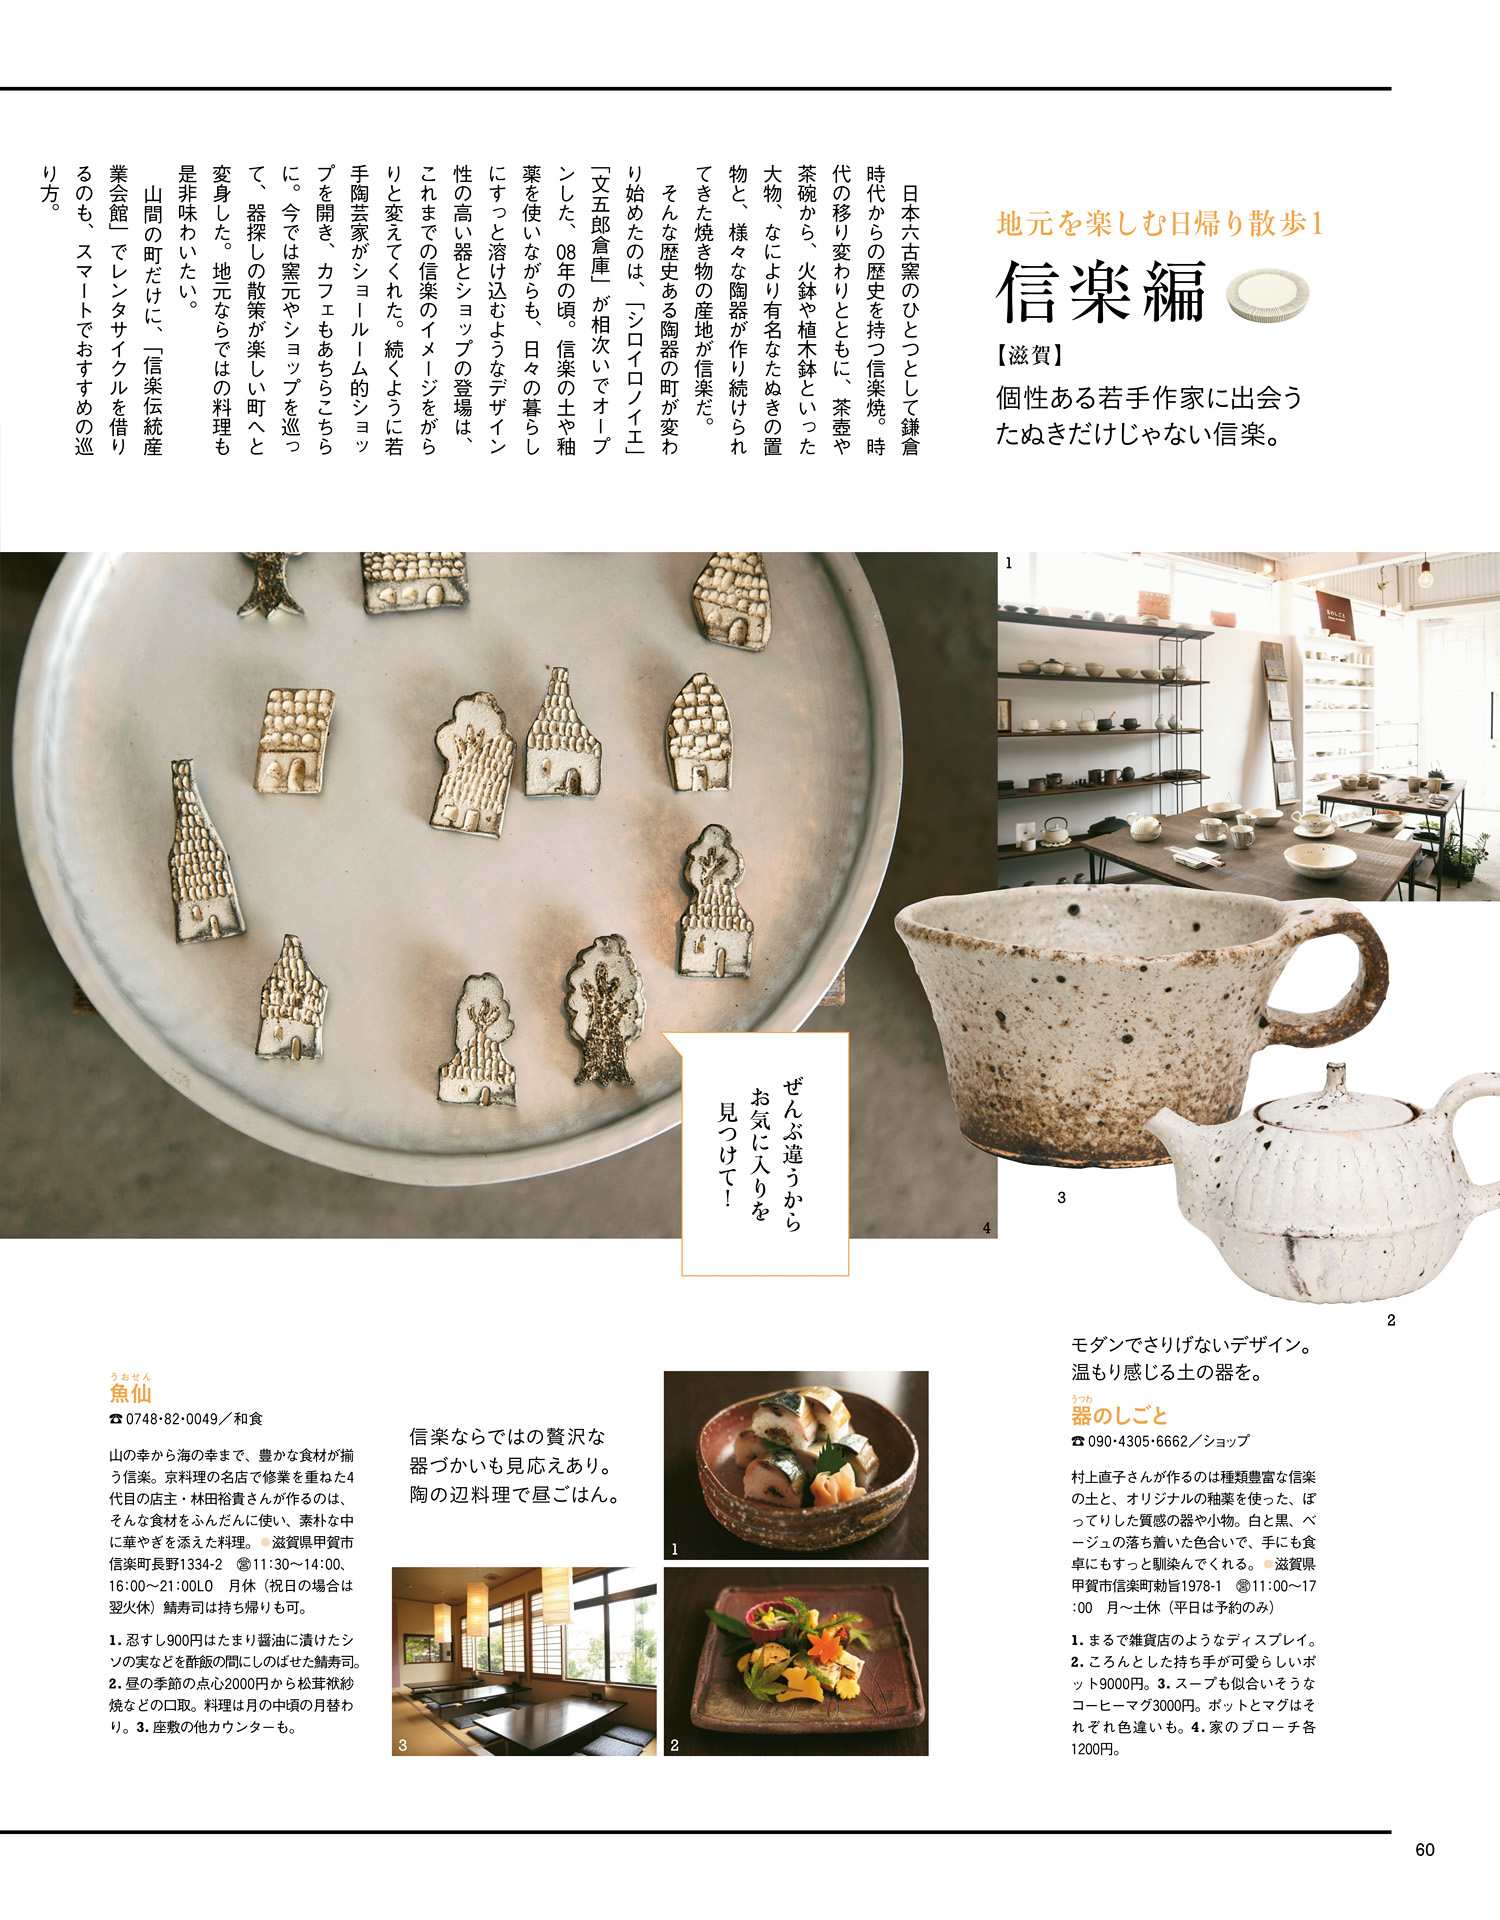 地元を楽しむ日帰り散歩1
信楽編
【滋賀】
個性ある若手作家に出会う
たぬきだけじゃない信楽。
日本六古窯のひとつとして鎌倉
時代からの歴史を持つ信楽焼。時
代の移り変わりとともに、茶壺や
茶碗から、火鉢や植木鉢といった
大物、なにより有名なたぬきの置
物と、様々な陶器が作り続けられ
てきた焼き物の産地が信楽だ。
そんな歴史ある陶器の町が変わ
り始めたのは、「シロイロノイエ」
「文五郎倉庫」が相次いでオープ
ンした、08年の頃。信楽の土や釉
薬を使いながらも、日々の暮らし
にすっと溶け込むようなデザイン
性の高い器とショップの登場は、
これまでの信楽のイメージをがら
りと変えてくれた。続くように若
手陶芸家がショールーム的ショッ
プを開き、カフェもあちらこちら
に。今では窯元やショップを巡っ
て、器探しの散策が楽しい町へと
変身した。地元ならではの料理も
是非味わいたい。
山間の町だけに、「信楽伝統産
業会館」でレンタサイクルを借り
るのも、スマートでおすすめの巡
り方。
1
器のしごと
4
ぜんぶ違うから
お気に入りを
見つけて！
3
2
モダンでさりげないデザイン。
温もり感じる土の器を。
うつわ
器のしごと
☎090・4305・6662／ショップ
村上直子さんが作るのは種類豊富な信楽
の土と、オリジナルの釉薬を使った、ぽ
ってりした質感の器や小物。白と黒、ベ
ージュの落ち着いた色合いで、手にも食
卓にもすっと馴染んでくれる。●滋賀県
甲賀市信楽町勅旨1978-1　㊡11:00〜17
:00　月〜土休（平日は予約のみ）
1. まるで雑貨店のようなディスプレイ。
2. ころんとした持ち手が可愛らしいポ
ット9000円。3. スープも似合いそうな
コーヒーマグ3000円。ポットとマグはそ
れぞれ色違いも。4. 家のブローチ各
1200円。
信楽ならではの贅沢な
器づかいも見応えあり。
陶の辺料理で昼ごはん。
1
2
3
うおせん
魚仙
☎0748・82・0049／和食
山の幸から海の幸まで、豊かな食材が揃
う信楽。京料理の名店で修業を重ねた4
代目の店主・林田裕貴さんが作るのは、
そんな食材をふんだんに使い、素朴な中
に華やぎを添えた料理。●滋賀県甲賀市
信楽町長野1334-2　㊡11:30〜14:00、
16:00〜21:00LO　月休（祝日の場合は
翌火休）鯖寿司は持ち帰りも可。
1. 忍すし900円はたまり醤油に漬けたシ
ソの実などを酢飯の間にしのばせた鯖寿司。
2. 昼の季節の点心2000円から松茸袱紗
焼などの口取。料理は月の中頃の月替わ
り。3. 座敷の他カウンターも。
60